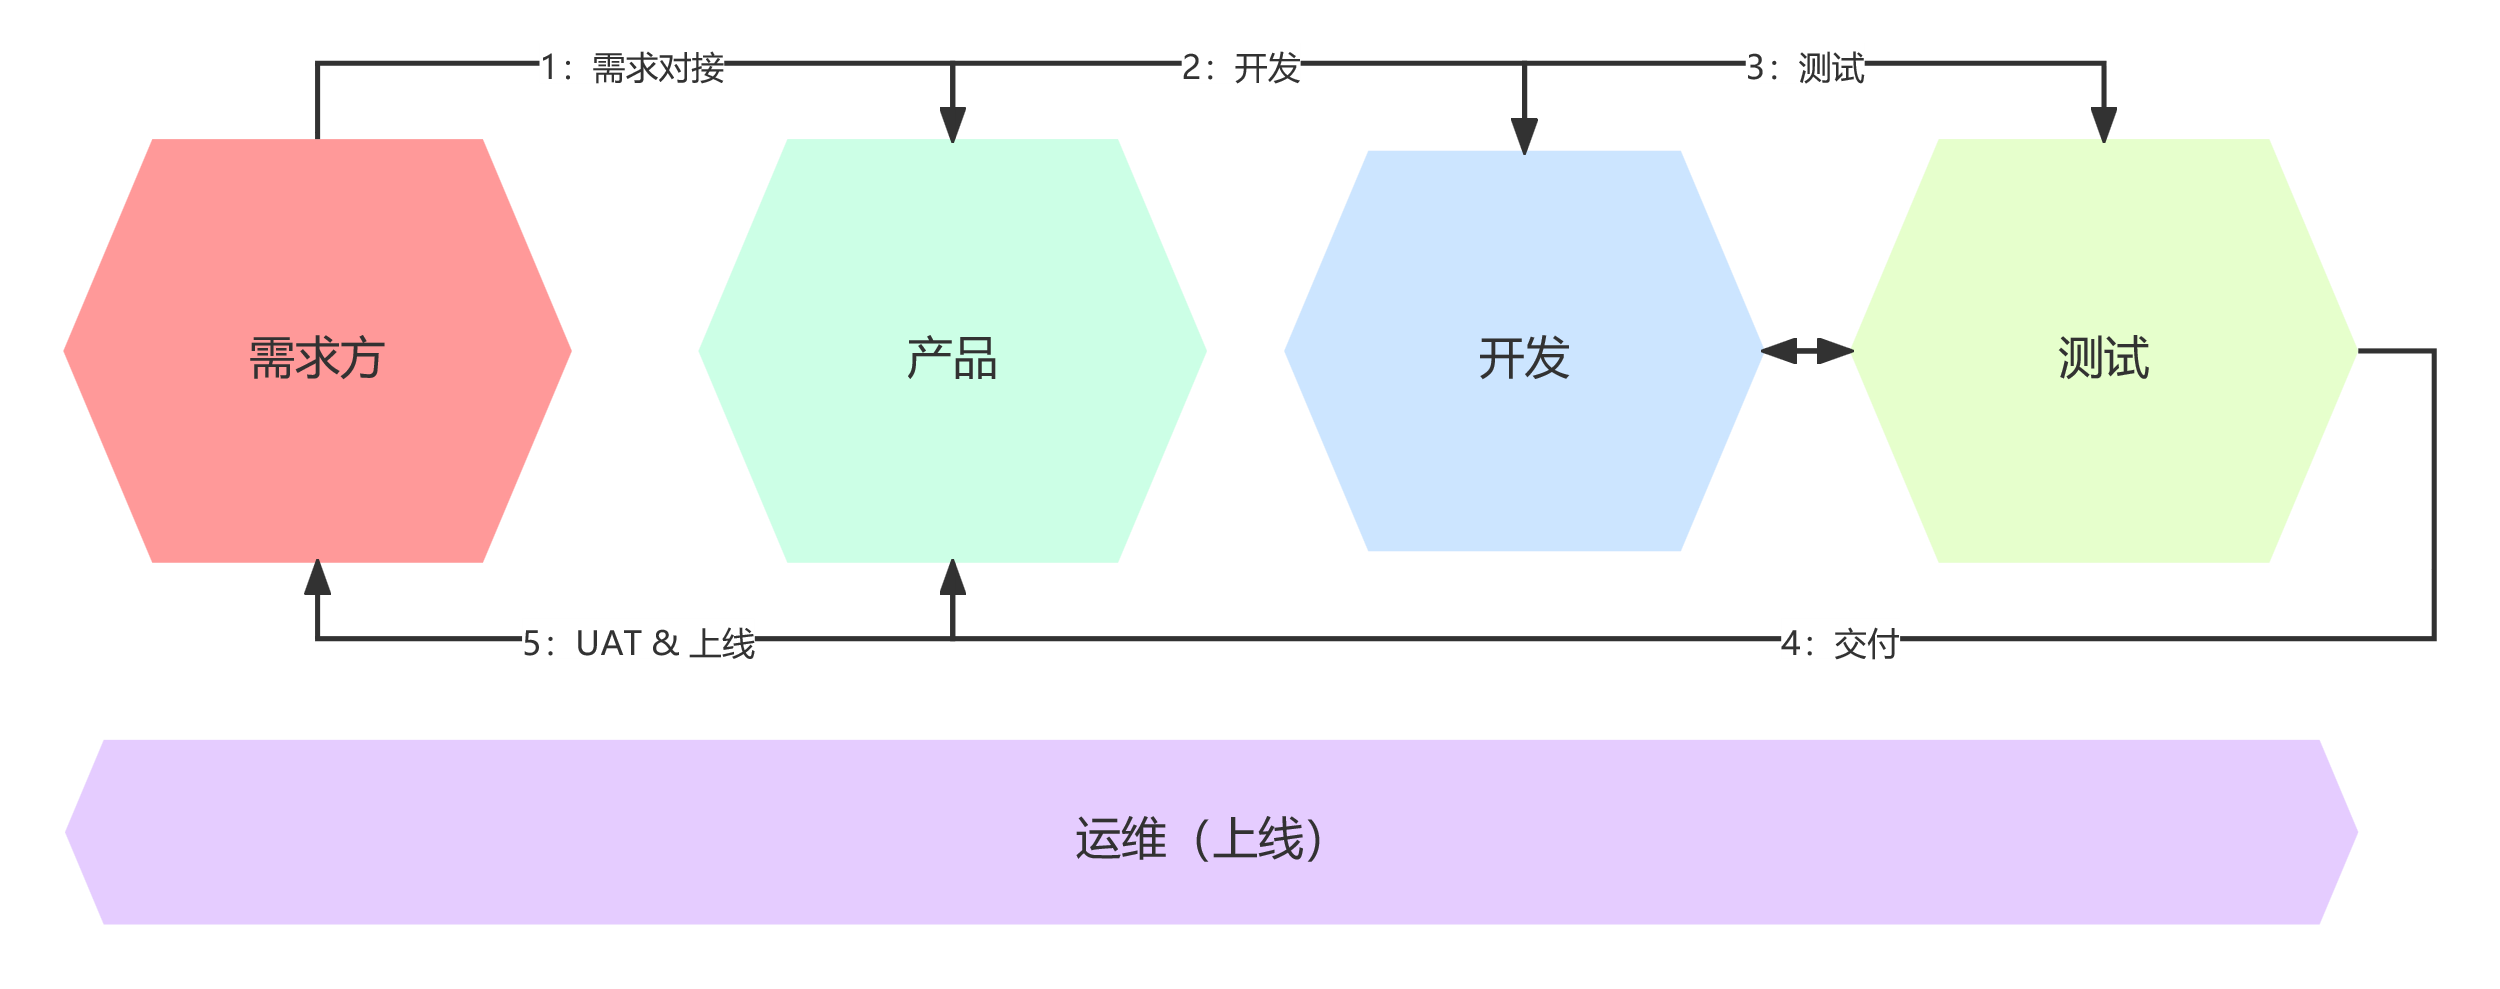 1：需求对接
2：开发
3：测试
需求方
产品
开发
测试
5：UAT & 上线
4：交付
运维（上线）